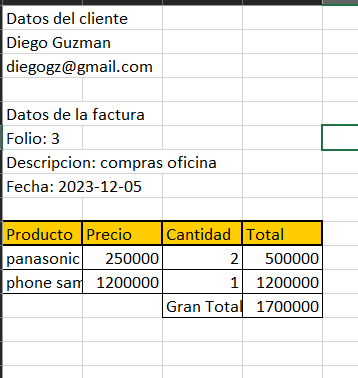 Datos del cliente
Diego Guzman
diegogz@gmail.com
Datos de la factura
Folio: 3
Descripcion: compras oficina
Fecha: 2023-12-05
Producto Precio Cantidad Total
panasonic 250000 2 500000
phone sam 1200000 1 1200000
Gran Total 1700000